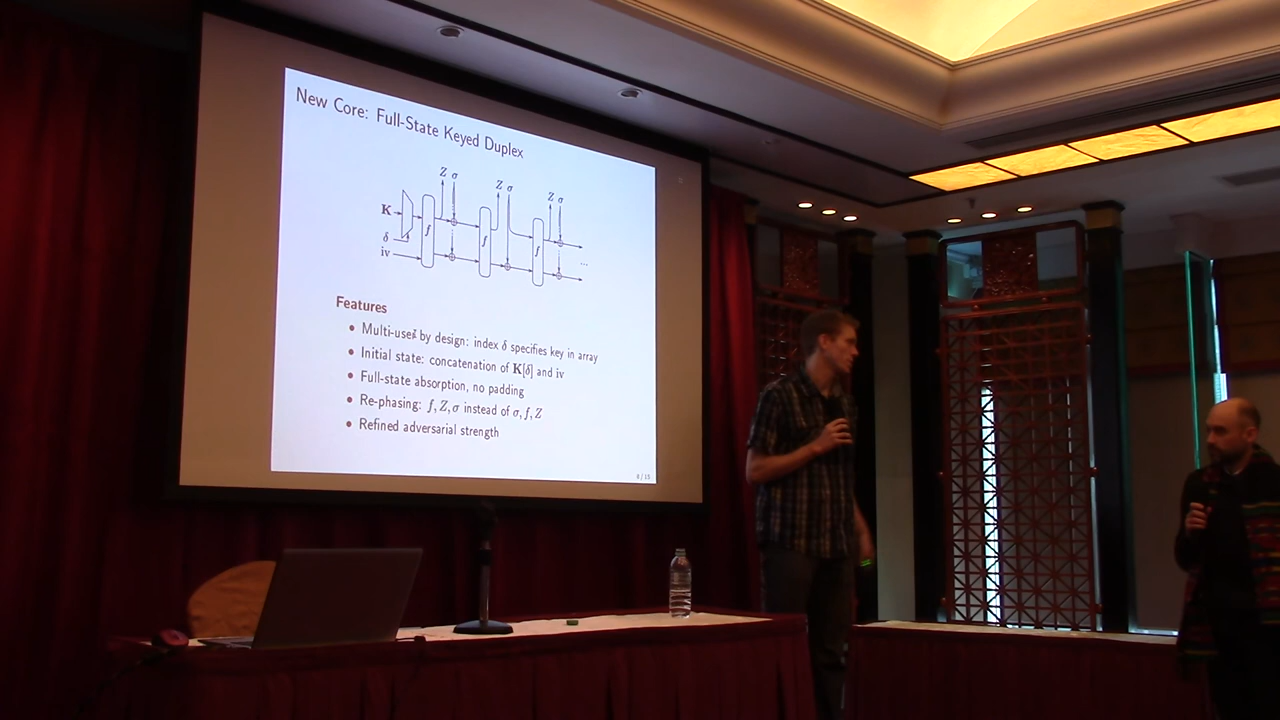 New Core: Full-State Keyed Duplex
Z σ Z σ Z σ
K
f f f
δ
iv
...
Features
• Multi-user by design: index δ specifies key in array
• Initial state: concatenation of K[δ] and iv
• Full-state absorption, no padding
• Re-phasing: f, Z, σ instead of σ, f, Z
• Refined adversarial strength